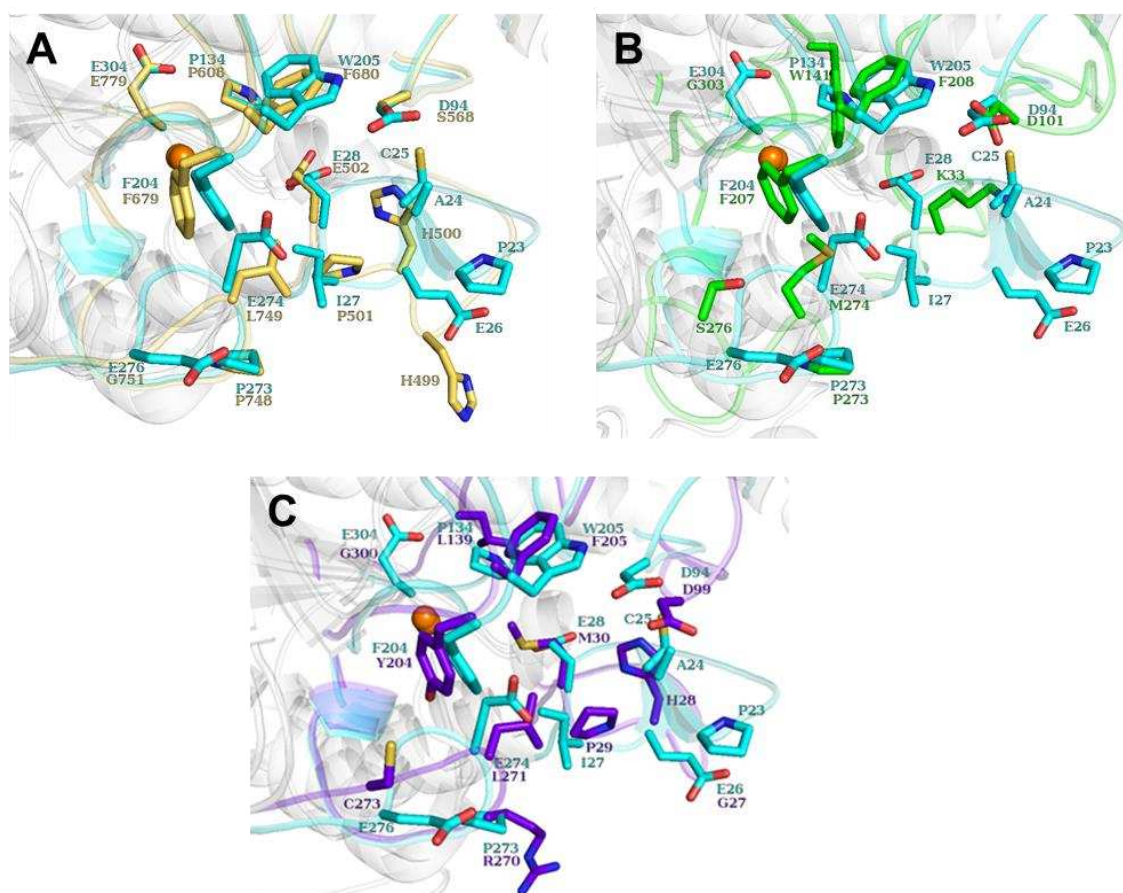 A
E304
E779
P134
P608
W205
F680
D94
S568
E28
E502
C25
F204
F679
A24
H500
P23
E274
L749
I27
P501
E26
E276
G751
H499
P273
P748
B
E304
G303
P134
W141
W205
F208
D94
D101
E28
C25
K33
F204
F207
A24
P23
E274
M274
I27
S276
E26
E276
P273
P273
C
E304
G300
P134
L139
W205
F205
D94
D99
E28
M30
C25
F204
Y204
A24
H28
P23
P29
E274
L271
I27
C273
E26
G27
E276
P273
R270